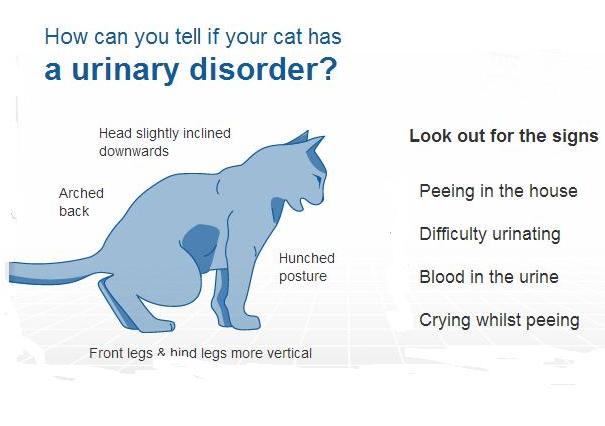 How can you tell if your cat has
a urinary disorder?
Head slightly inclined
downwards
Look out for the signs
Arched
back
Peeing in the house
Difficulty urinating
Hunched
posture
Blood in the urine
Crying whilst peeing
Front legs & hind legs more vertical